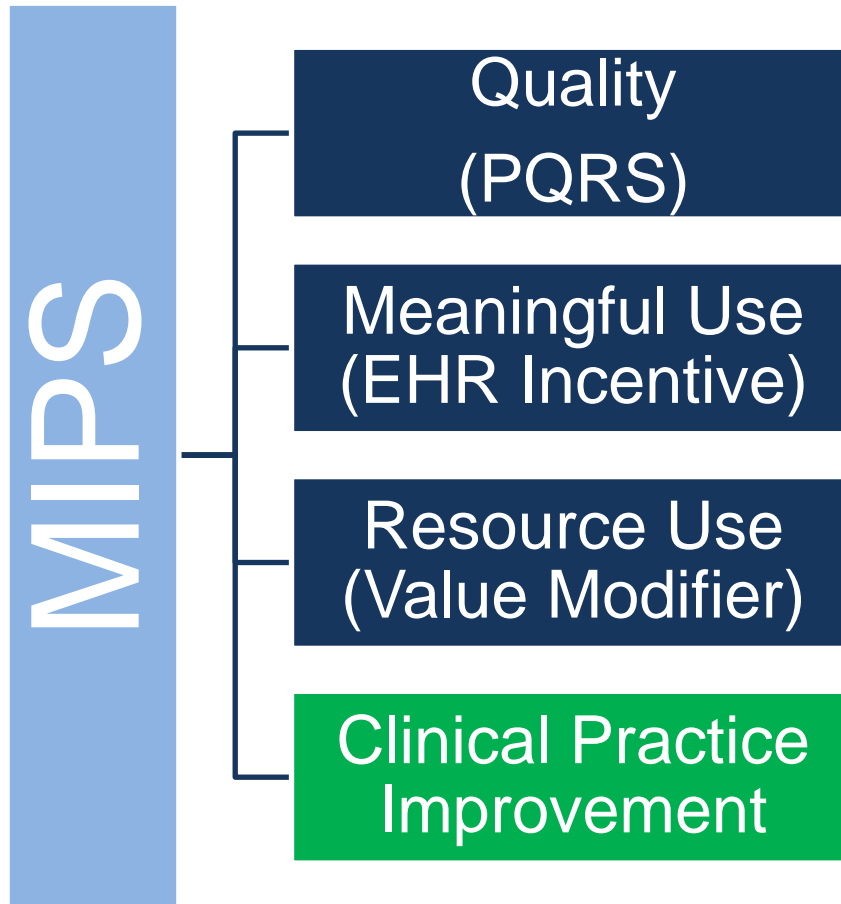 MIPS
Quality
(PQRS)
Meaningful Use
(EHR Incentive)
Resource Use
(Value Modifier)
Clinical Practice
Improvement